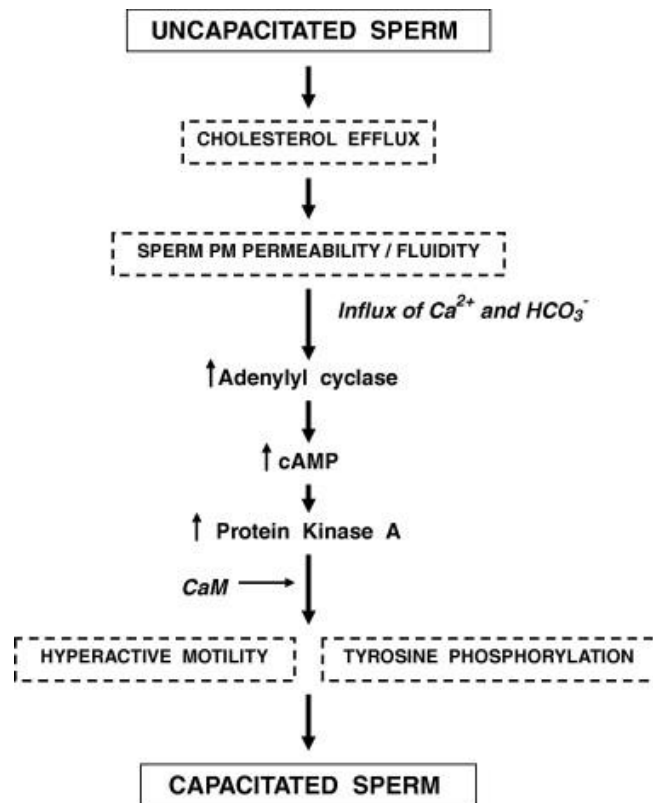 UNCAPACITATED SPERM
CHOLESTEROL EFFLUX
SPERM PM PERMEABILITY / FLUIDITY
Influx of Ca²⁺ and HCO₃⁻
↑Adenylyl cyclase
↑cAMP
↑ Protein Kinase A
CaM
HYPERACTIVE MOTILITY
TYROSINE PHOSPHORYLATION
CAPACITATED SPERM